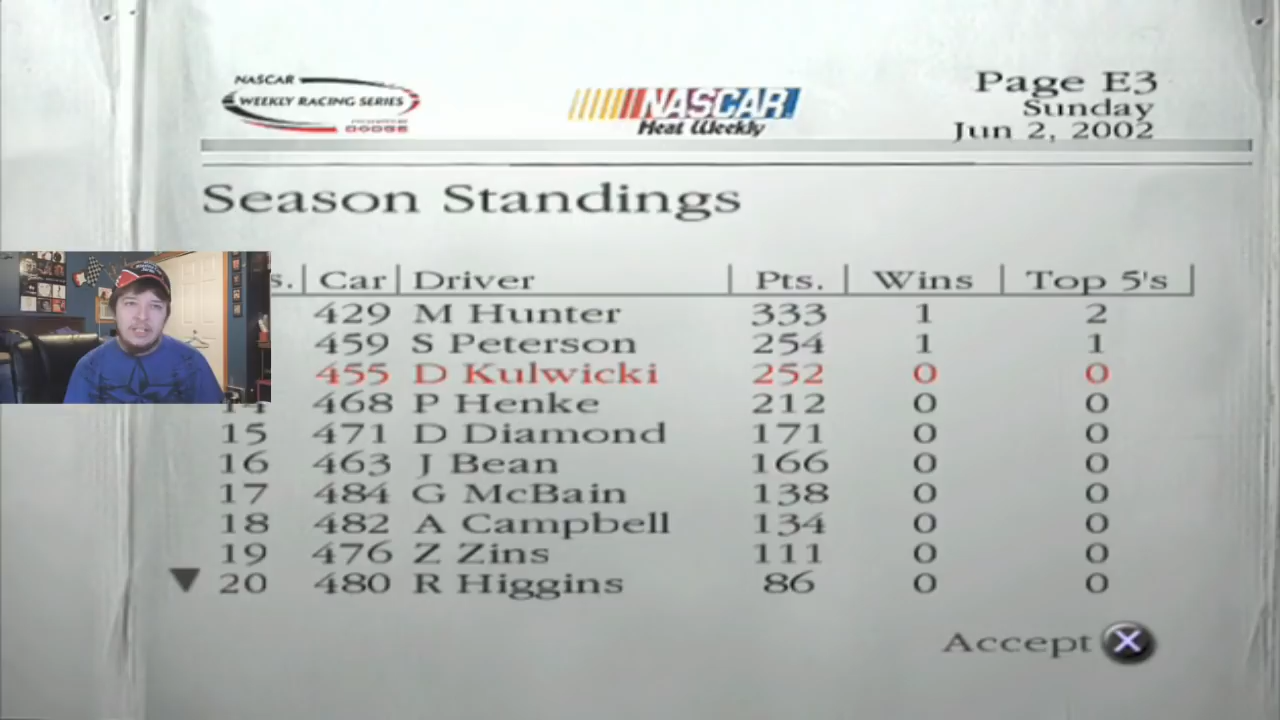 NASCAR
WEEKLY RACING SERIES
DODGE
NASCAR
Heat Weekly
Page E3
Sunday
Jun 2, 2002
Season Standings
s. Car Driver Pts. Wins Top 5's
429 M Hunter 333 1 2
459 S Peterson 254 1 1
455 D Kulwicki 252 0 0
14 468 P Henke 212 0 0
15 471 D Diamond 171 0 0
16 463 J Bean 166 0 0
17 484 G McBain 138 0 0
18 482 A Campbell 134 0 0
19 476 Z Zins 111 0 0
20 480 R Higgins 86 0 0
Accept